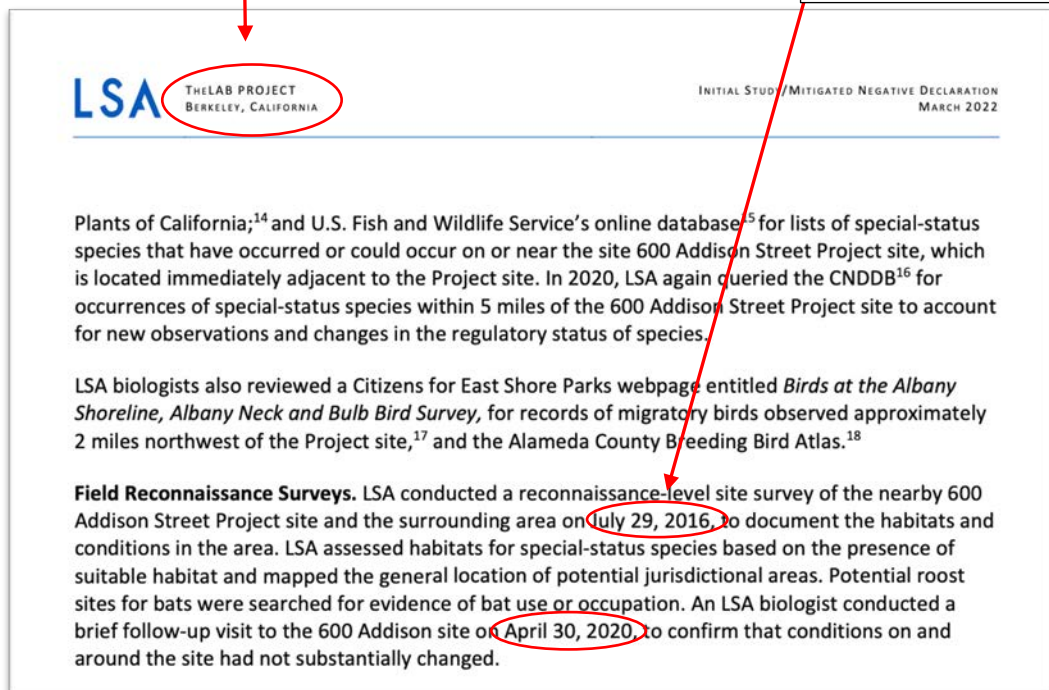 LSA
THELAB PROJECT
BERKELEY, CALIFORNIA
INITIAL STUDY/MITIGATED NEGATIVE DECLARATION
MARCH 2022
Plants of California;14 and U.S. Fish and Wildlife Service's online database15 for lists of special-status
species that have occurred or could occur on or near the site 600 Addison Street Project site, which
is located immediately adjacent to the Project site. In 2020, LSA again queried the CNDDB16 for
occurrences of special-status species within 5 miles of the 600 Addison Street Project site to account
for new observations and changes in the regulatory status of species.
LSA biologists also reviewed a Citizens for East Shore Parks webpage entitled Birds at the Albany
Shoreline, Albany Neck and Bulb Bird Survey, for records of migratory birds observed approximately
2 miles northwest of the Project site,17 and the Alameda County Breeding Bird Atlas.18
Field Reconnaissance Surveys. LSA conducted a reconnaissance-level site survey of the nearby 600
Addison Street Project site and the surrounding area on July 29, 2016, to document the habitats and
conditions in the area. LSA assessed habitats for special-status species based on the presence of
suitable habitat and mapped the general location of potential jurisdictional areas. Potential roost
sites for bats were searched for evidence of bat use or occupation. An LSA biologist conducted a
brief follow-up visit to the 600 Addison site on April 30, 2020, to confirm that conditions on and
around the site had not substantially changed.